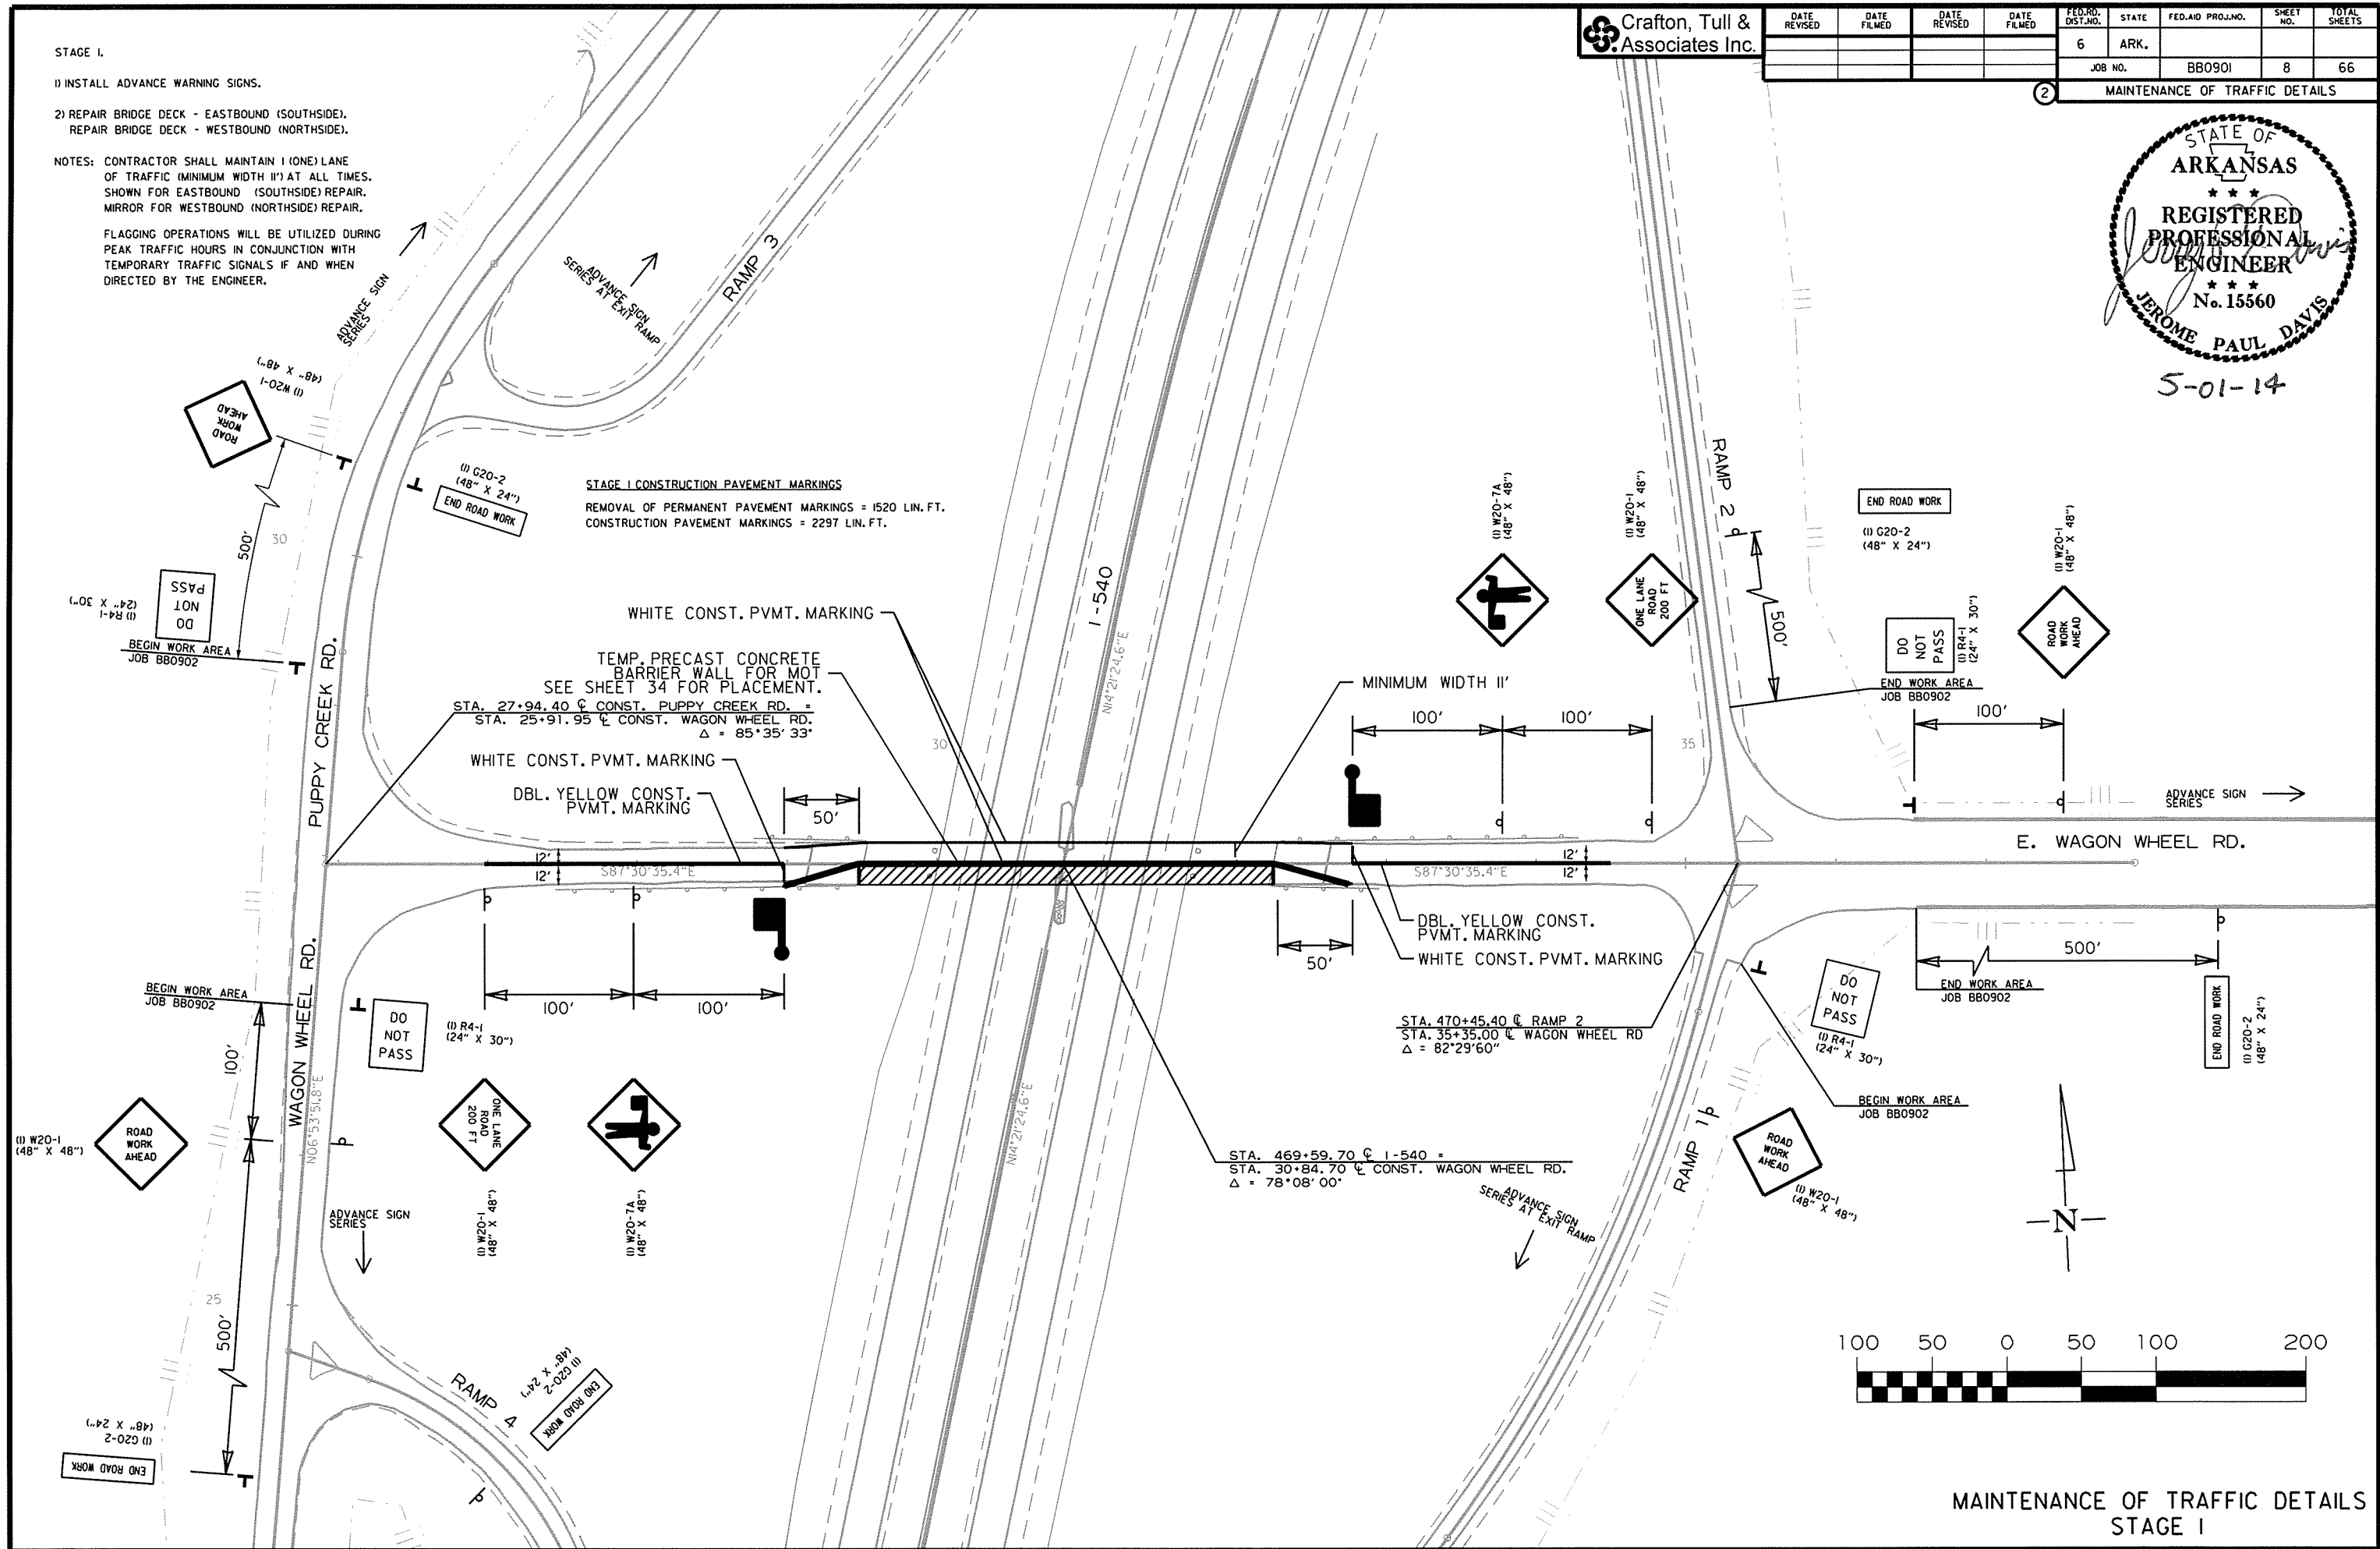 STAGE 1.
1) INSTALL ADVANCE WARNING SIGNS.
2) REPAIR BRIDGE DECK - EASTBOUND (SOUTHSIDE).
REPAIR BRIDGE DECK - WESTBOUND (NORTHSIDE).
NOTES: CONTRACTOR SHALL MAINTAIN 1 (ONE) LANE
OF TRAFFIC (MINIMUM WIDTH 11') AT ALL TIMES.
SHOWN FOR EASTBOUND (SOUTHSIDE) REPAIR.
MIRROR FOR WESTBOUND (NORTHSIDE) REPAIR.
FLAGGING OPERATIONS WILL BE UTILIZED DURING
PEAK TRAFFIC HOURS IN CONJUNCTION WITH
TEMPORARY TRAFFIC SIGNALS IF AND WHEN
DIRECTED BY THE ENGINEER.
Crafton, Tull &
Associates Inc.
DATE REVISED
DATE FILMED
DATE REVISED
DATE FILMED
FED.RD. DIST.NO.
STATE
FED.AID PROJ.NO.
SHEET NO.
TOTAL SHEETS
6
ARK.
JOB NO.
BB0901
8
66
2
MAINTENANCE OF TRAFFIC DETAILS
STATE OF
ARKANSAS
★ ★ ★
REGISTERED
PROFESSIONAL
ENGINEER
★ ★ ★
No. 15560
JEROME PAUL DAVIS
5-01-14
ADVANCE SIGN
SERIES
ADVANCE SIGN
SERIES AT EXIT RAMP
RAMP 3
(1) W20-1
(48" X 48")
ROAD
WORK
AHEAD
500'
30
(1) G20-2
(48" X 24")
END ROAD WORK
DO
NOT
PASS
(1) R4-1
(24" X 30")
BEGIN WORK AREA
JOB BB0902
PUPPY CREEK RD.
STAGE 1 CONSTRUCTION PAVEMENT MARKINGS
REMOVAL OF PERMANENT PAVEMENT MARKINGS = 1520 LIN. FT.
CONSTRUCTION PAVEMENT MARKINGS = 2297 LIN. FT.
WHITE CONST. PVMT. MARKING
TEMP. PRECAST CONCRETE
BARRIER WALL FOR MOT
SEE SHEET 34 FOR PLACEMENT.
STA. 27+94.40 ℄ CONST. PUPPY CREEK RD. =
STA. 25+91.95 ℄ CONST. WAGON WHEEL RD.
Δ = 85°35' 33"
WHITE CONST. PVMT. MARKING
DBL. YELLOW CONST.
PVMT. MARKING
50'
12'
12'
S87°30'35.4"E
30
I-540
N14°21'24.6"E
MINIMUM WIDTH 11'
(1) W20-7A
(48" X 48")
(1) W20-1
(48" X 48")
ONE LANE
ROAD
200 FT
100'
100'
RAMP 2
500'
35
END ROAD WORK
(1) G20-2
(48" X 24")
DO
NOT
PASS
(1) R4-1
(24" X 30")
END WORK AREA
JOB BB0902
(1) W20-1
(48" X 48")
ROAD
WORK
AHEAD
100'
ADVANCE SIGN
SERIES
E. WAGON WHEEL RD.
S87°30'35.4"E
12'
12'
DBL. YELLOW CONST.
PVMT. MARKING
WHITE CONST. PVMT. MARKING
50'
STA. 470+45.40 ℄ RAMP 2
STA. 35+35.00 ℄ WAGON WHEEL RD
Δ = 82°29'60"
DO
NOT
PASS
(1) R4-1
(24" X 30")
500'
END WORK AREA
JOB BB0902
END ROAD WORK
(1) G20-2
(48" X 24")
BEGIN WORK AREA
JOB BB0902
RAMP 1
ROAD
WORK
AHEAD
(1) W20-1
(48" X 48")
STA. 469+59.70 ℄ I-540 =
STA. 30+84.70 ℄ CONST. WAGON WHEEL RD.
Δ = 78°08' 00"
N14°21'24.6"E
ADVANCE SIGN
SERIES AT EXIT RAMP
N
BEGIN WORK AREA
JOB BB0902
WAGON WHEEL RD.
100'
100'
100'
DO
NOT
PASS
(1) R4-1
(24" X 30")
N06°53'51.8"E
(1) W20-1
(48" X 48")
ROAD
WORK
AHEAD
ONE LANE
ROAD
200 FT
(1) W20-1
(48" X 48")
(1) W20-7A
(48" X 48")
ADVANCE SIGN
SERIES
25
500'
RAMP 4
(1) G20-2
(48" X 24")
END ROAD WORK
(1) G20-2
(48" X 24")
END ROAD WORK
100 50 0 50 100 200
MAINTENANCE OF TRAFFIC DETAILS
STAGE 1